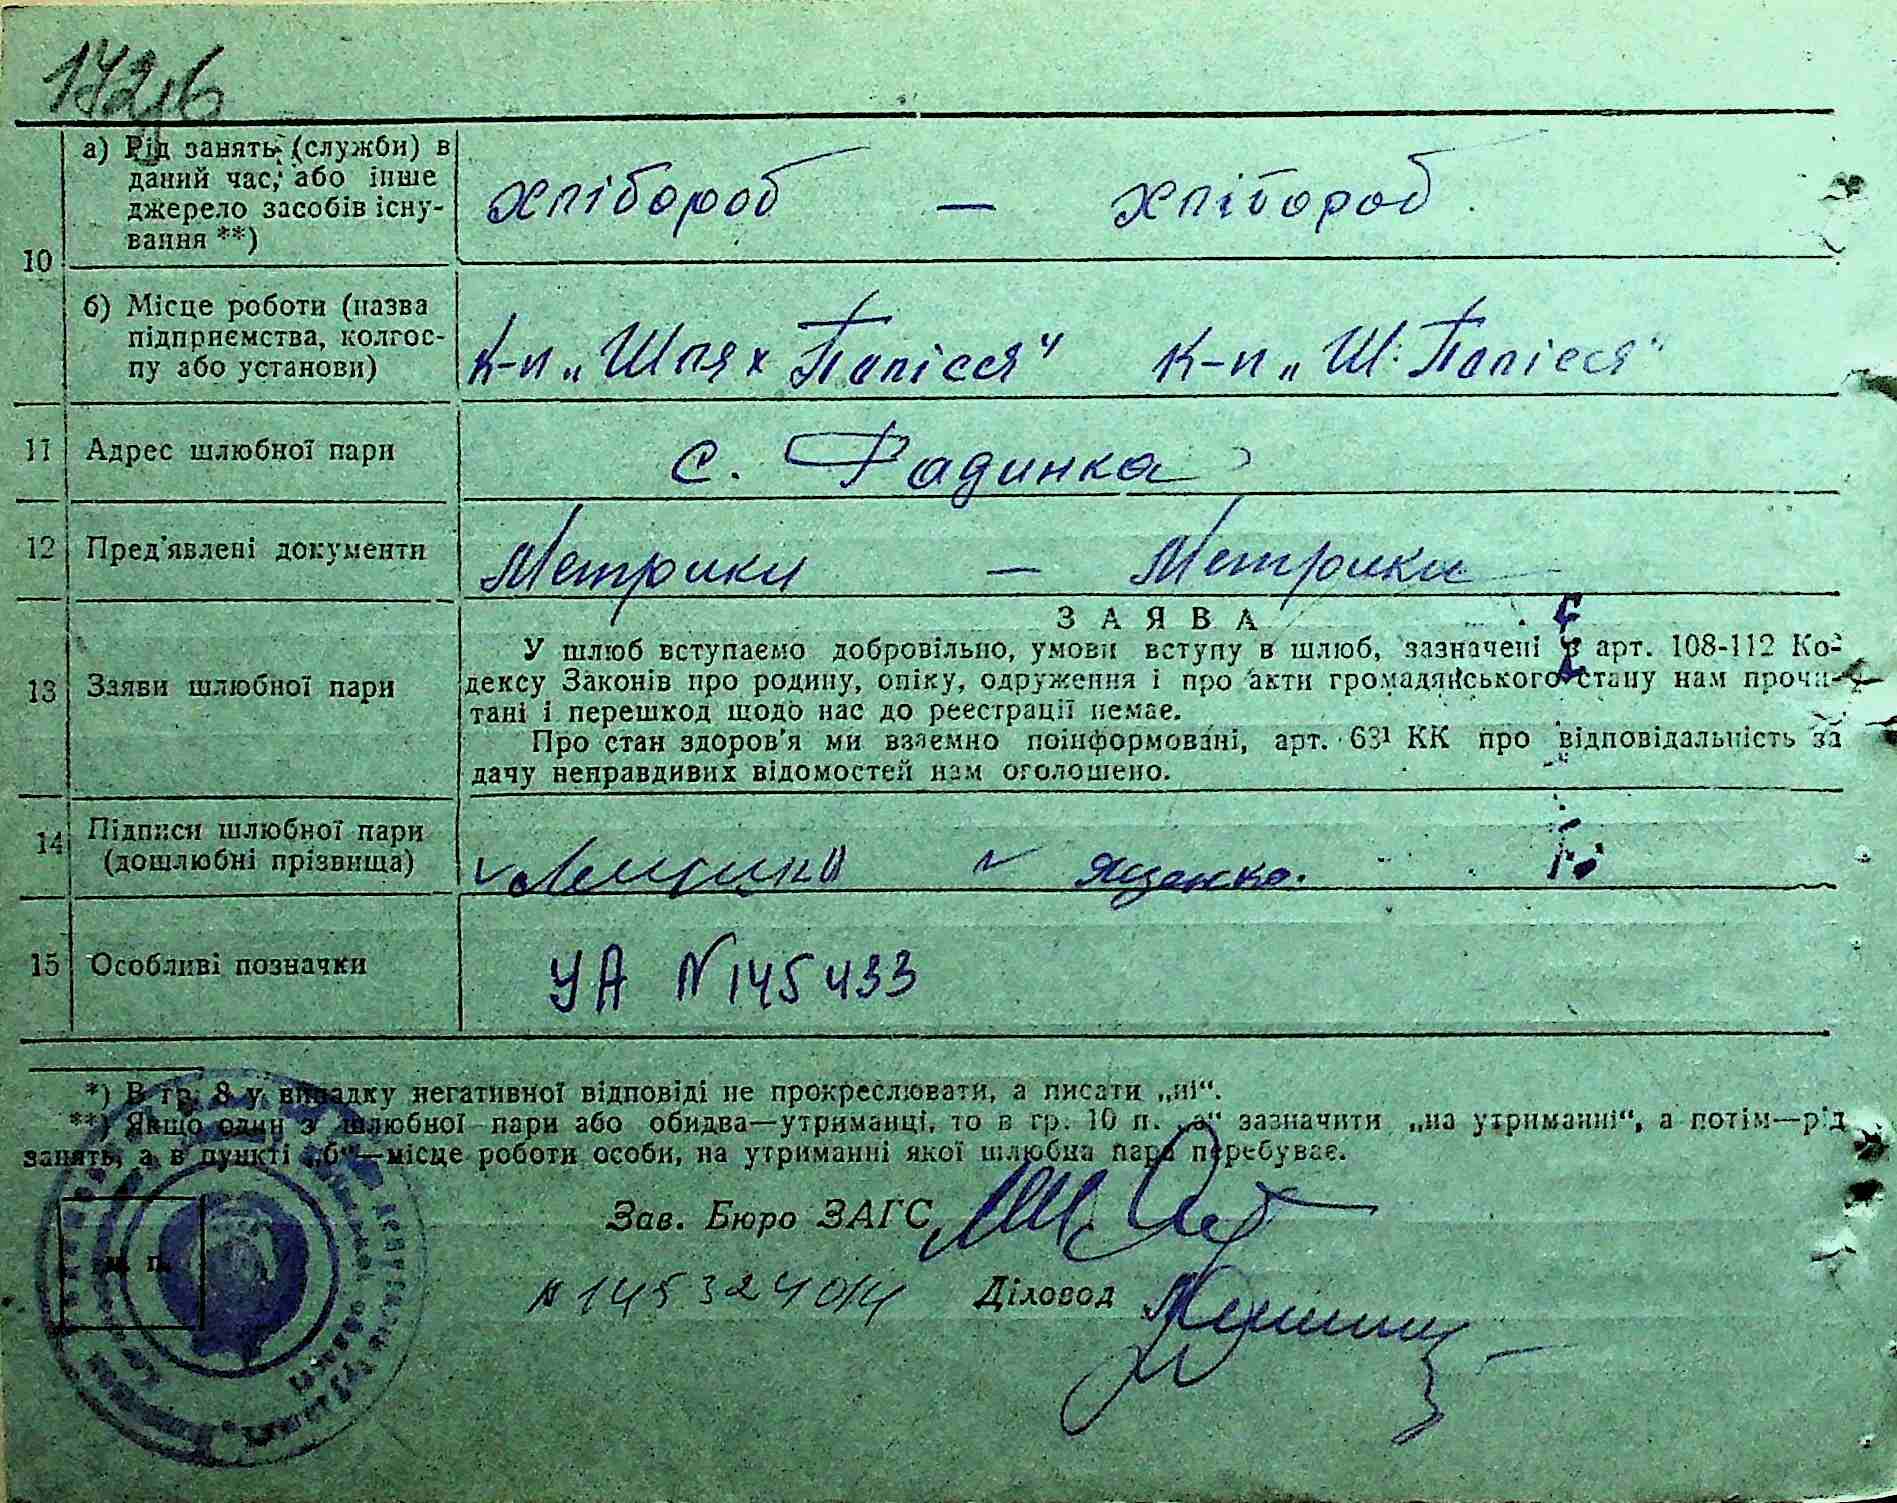 172/6
10
а) Рід занять (служби) в
даний час, або інше
джерело засобів існу-
вання **)
хлібороб — хлібороб
б) Місце роботи (назва
підприємства, колгос-
пу або установи)
К-п „Шлях Полісся" К-п „Ш. Полісся"
11 Адрес шлюбної пари
с. Фадинка
12 Пред'явлені документи
Метрики — Метрики
13 Заяви шлюбної пари
ЗАЯВА
У шлюб вступаємо добровільно, умови вступу в шлюб, зазначені в арт. 108-112 Ко-
дексу Законів про родину, опіку, одруження і про акти громадянського стану нам прочи-
тані і перешкод щодо нас до реєстрації немає.
Про стан здоров'я ми взаємно поінформовані, арт. 63¹ КК про відповідальність за
дачу неправдивих відомостей нам оголошено.
14 Підписи шлюбної пари
(дошлюбні прізвища)
Ященко.
15 Особливі позначки
УА N 145433
*) В гр. 8 у випадку негативної відповіді не прокреслювати, а писати „ні".
**) Якщо один з шлюбної пари або обидва—утриманці, то в гр. 10 п. „а" зазначити „на утриманні", а потім—рід
занять, а в пункті „б"—місце роботи особи, на утриманні якої шлюбна пара перебуває.
Зав. Бюро ЗАГС
м. п.
Діловод